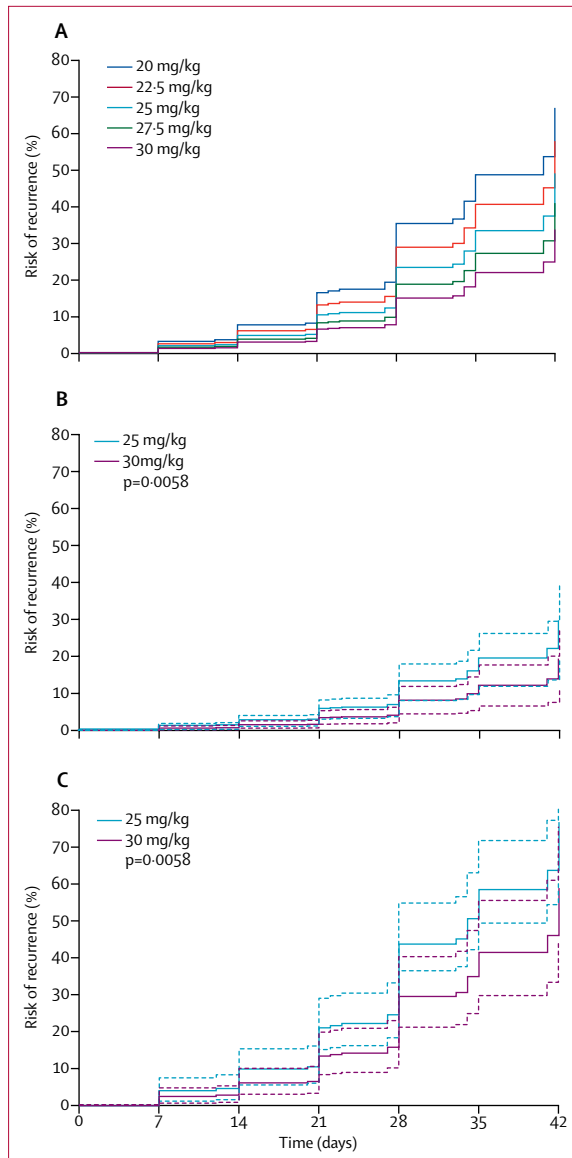 A
20 mg/kg
22·5 mg/kg
25 mg/kg
27·5 mg/kg
30 mg/kg
Risk of recurrence (%)
80
70
60
50
40
30
20
10
0
B
25 mg/kg
30mg/kg
p=0·0058
Risk of recurrence (%)
80
70
60
50
40
30
20
10
0
C
25 mg/kg
30 mg/kg
p=0·0058
Risk of recurrence (%)
80
70
60
50
40
30
20
10
0
0 7 14 21 28 35 42
Time (days)